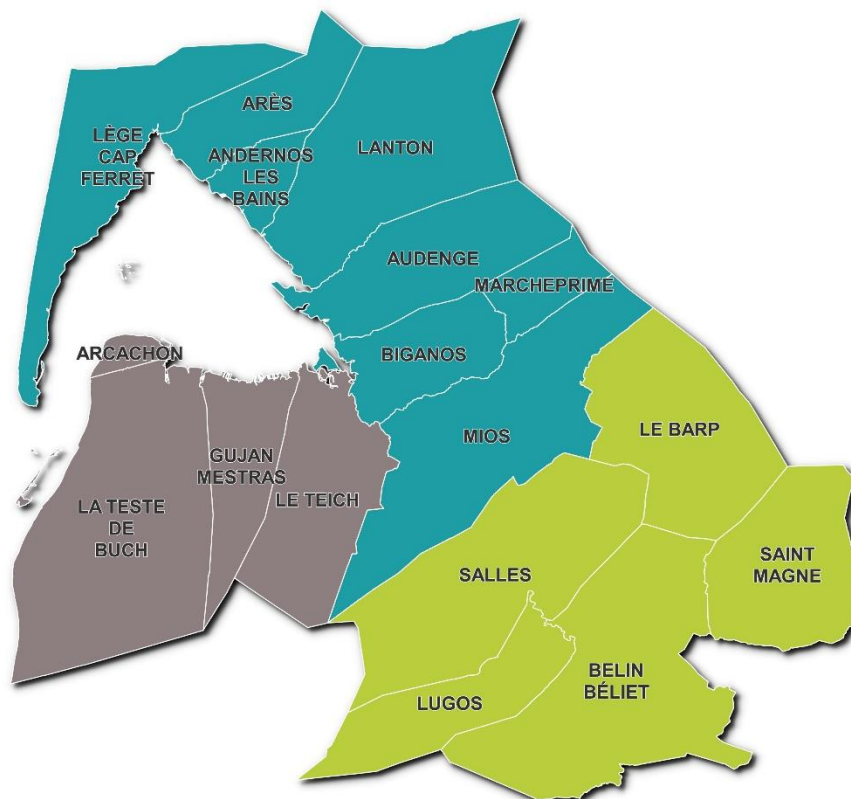 ARÈS
LÈGE
CAP
FERRET
ANDERNOS
LES
BAINS
LANTON
AUDENGE
MARCHEPRIME
BIGANOS
ARCACHON
MIOS
LE BARP
GUJAN
MESTRAS
LE TEICH
LA TESTE
DE
BUCH
SALLES
SAINT
MAGNE
BELIN
BÉLIET
LUGOS